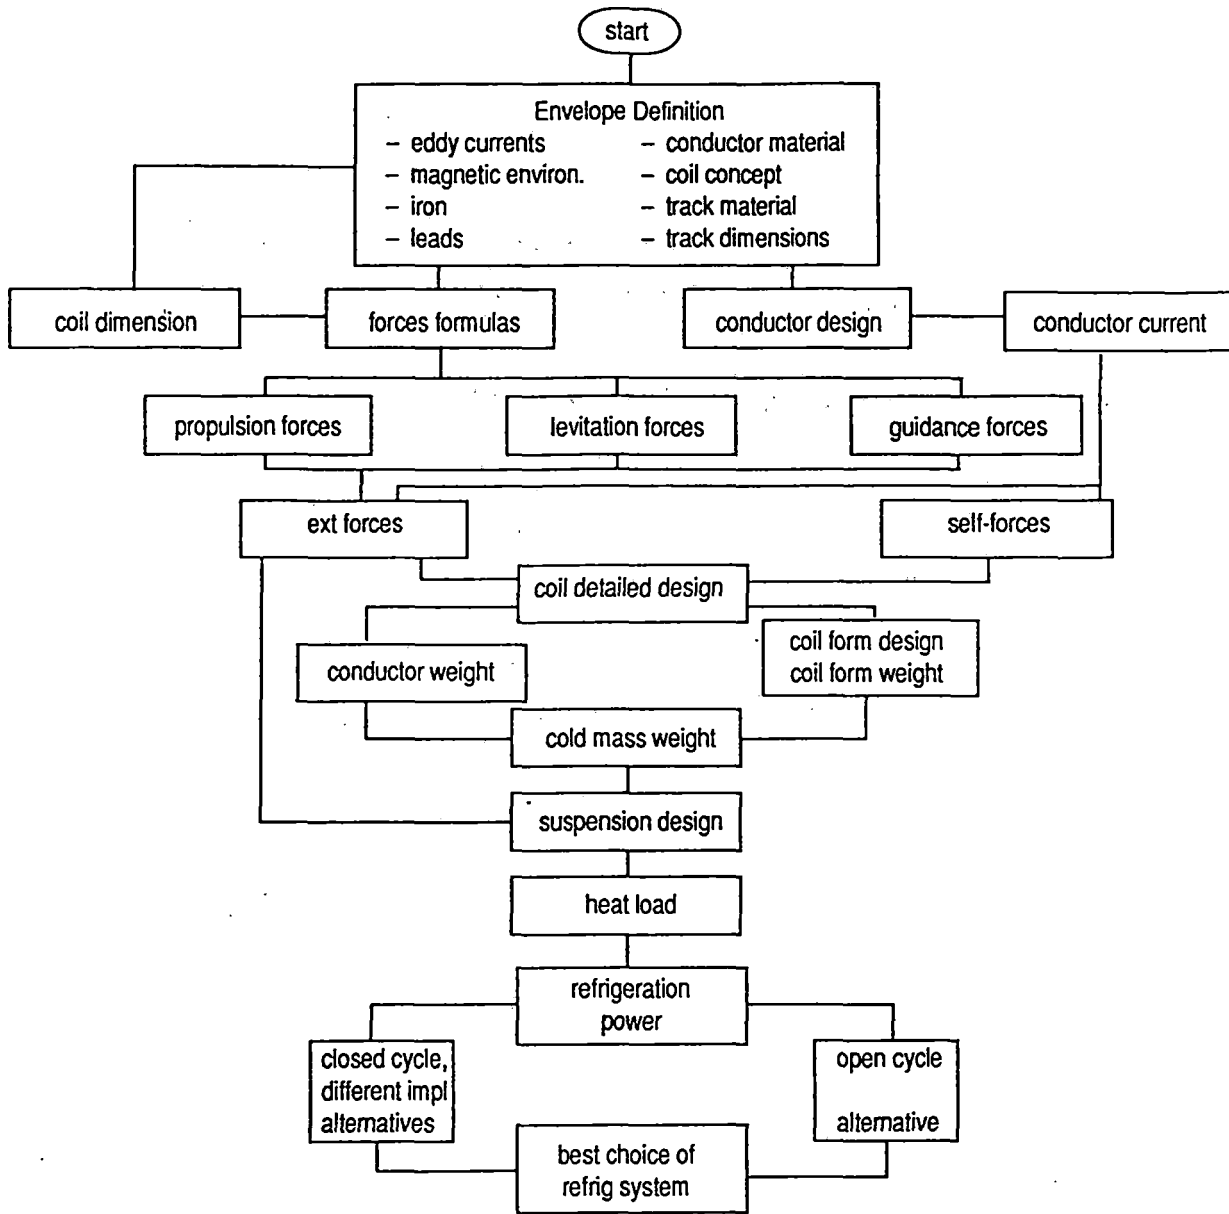 start
Envelope Definition
– eddy currents
– magnetic environ.
– iron
– leads
– conductor material
– coil concept
– track material
– track dimensions
coil dimension
forces formulas
conductor design
conductor current
propulsion forces
levitation forces
guidance forces
ext forces
self-forces
coil detailed design
conductor weight
coil form design
coil form weight
cold mass weight
suspension design
heat load
refrigeration
power
closed cycle,
different impl
alternatives
open cycle
alternative
best choice of
refrig system